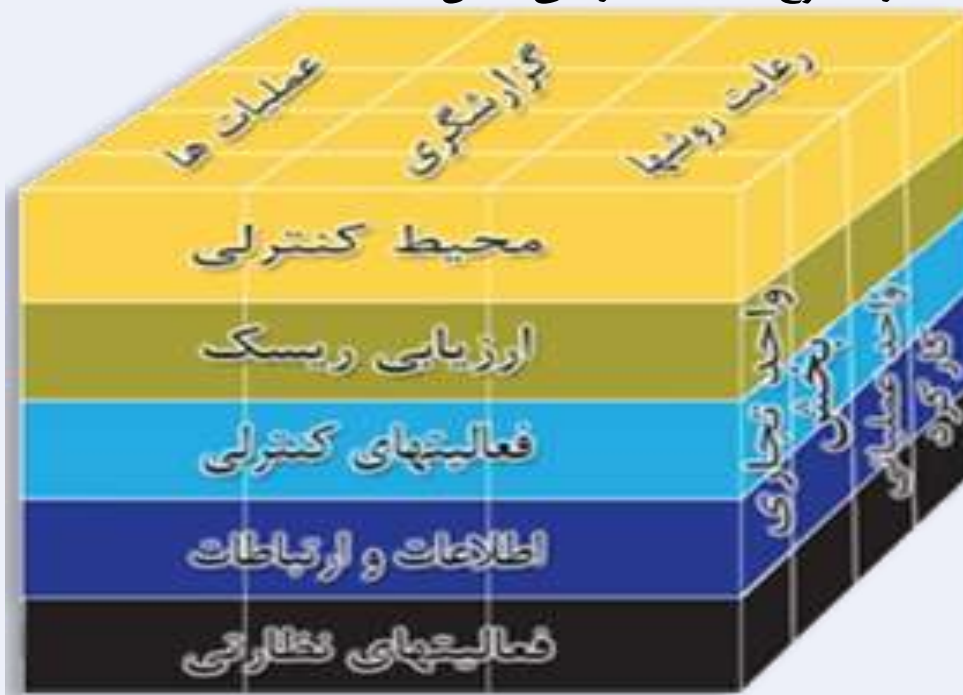 عملیات ها
گزارشگری
رعایت روشها
محیط کنترلی
ارزیابی ریسک
فعالیتهای کنترلی
اطلاعات و ارتباطات
فعالیتهای نظارتی
واحد تجاری
بخش
واحد عملیاتی
کارکرد